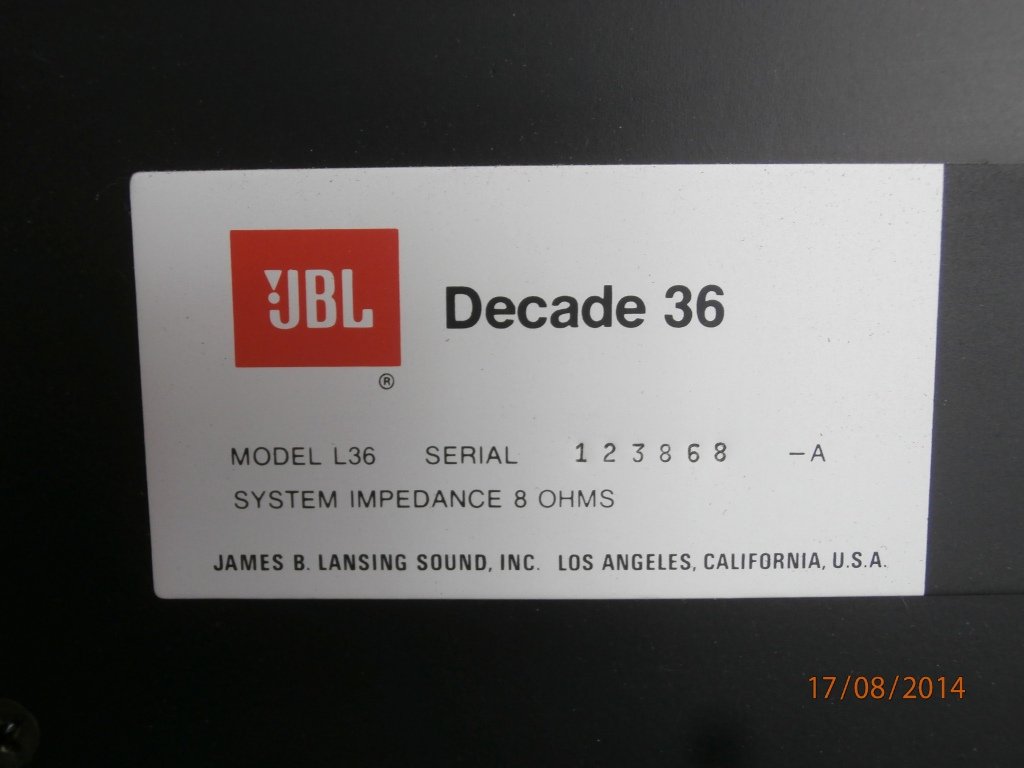 JBL Decade 36
®
MODEL L36 SERIAL 123868 –A
SYSTEM IMPEDANCE 8 OHMS
JAMES B. LANSING SOUND, INC. LOS ANGELES, CALIFORNIA, U.S.A.
17/08/2014